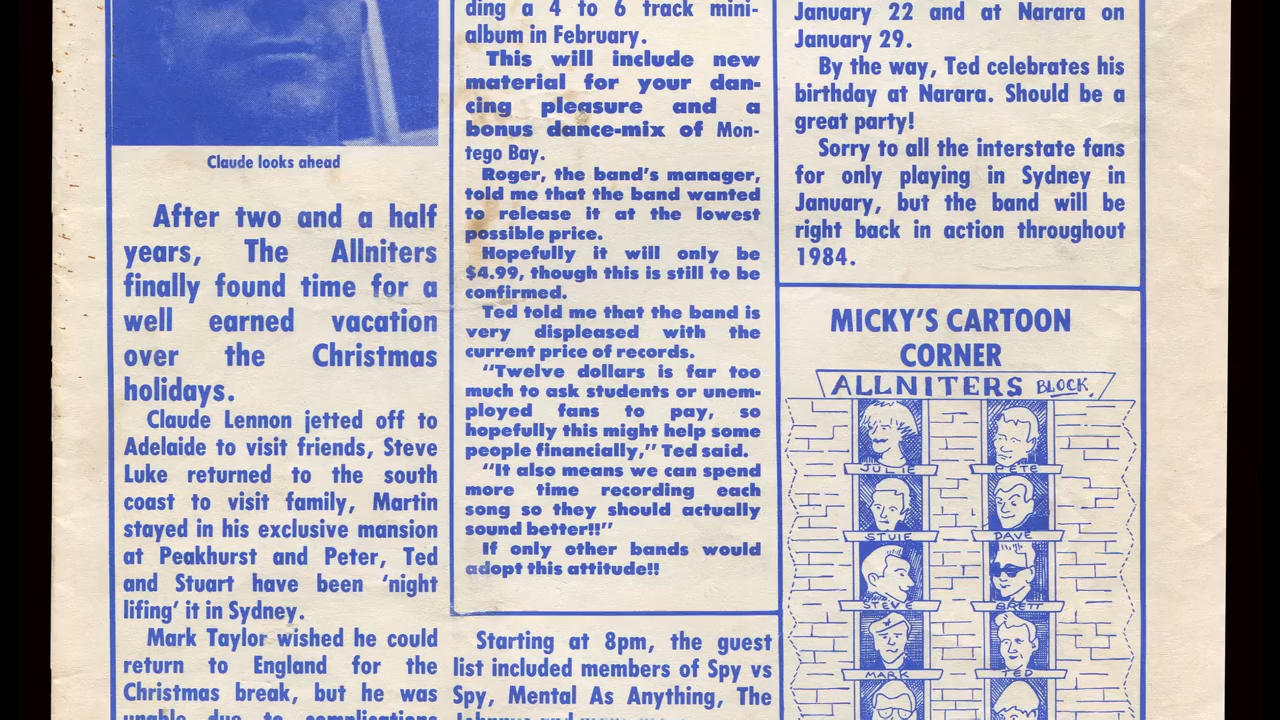 Claude looks ahead
After two and a half
years, The Allniters
finally found time for a
well earned vacation
over the Christmas
holidays.
Claude Lennon jetted off to
Adelaide to visit friends, Steve
Luke returned to the south
coast to visit family, Martin
stayed in his exclusive mansion
at Peakhurst and Peter, Ted
and Stuart have been ‘night
lifing’ it in Sydney.
Mark Taylor wished he could
return to England for the
Christmas break, but he was
unable due to complications
ding a 4 to 6 track mini-
album in February.
This will include new
material for your dan-
cing pleasure and a
bonus dance-mix of Mon-
tego Bay.
Roger, the band’s manager,
told me that the band wanted
to release it at the lowest
possible price.
Hopefully it will only be
$4.99, though this is still to be
confirmed.
Ted told me that the band is
very displeased with the
current price of records.
“Twelve dollars is far too
much to ask students or unem-
ployed fans to pay, so
hopefully this might help some
people financially,” Ted said.
“It also means we can spend
more time recording each
song so they should actually
sound better!!”
If only other bands would
adopt this attitude!!
Starting at 8pm, the guest
list included members of Spy vs
Spy, Mental As Anything, The
January 22 and at Narara on
January 29.
By the way, Ted celebrates his
birthday at Narara. Should be a
great party!
Sorry to all the interstate fans
for only playing in Sydney in
January, but the band will be
right back in action throughout
1984.
MICKY’S CARTOON
CORNER
ALLNITERS BLOCK.
JULIE PETE
STUIE DAVE
STEVE BRETT
MARK TED